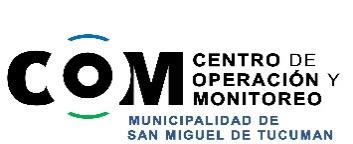 COM
CENTRO DE
OPERACIÓN Y
MONITOREO
MUNICIPALIDAD DE
SAN MIGUEL DE TUCUMAN